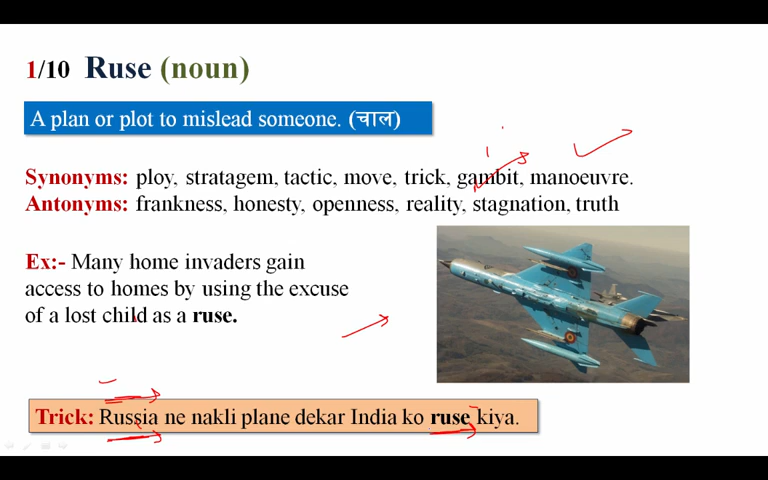 1/10 Ruse (noun)
A plan or plot to mislead someone. (चाल)
Synonyms: ploy, stratagem, tactic, move, trick, gambit, manoeuvre.
Antonyms: frankness, honesty, openness, reality, stagnation, truth
Ex:- Many home invaders gain
access to homes by using the excuse
of a lost child as a ruse.
Trick: Russia ne nakli plane dekar India ko ruse kiya.